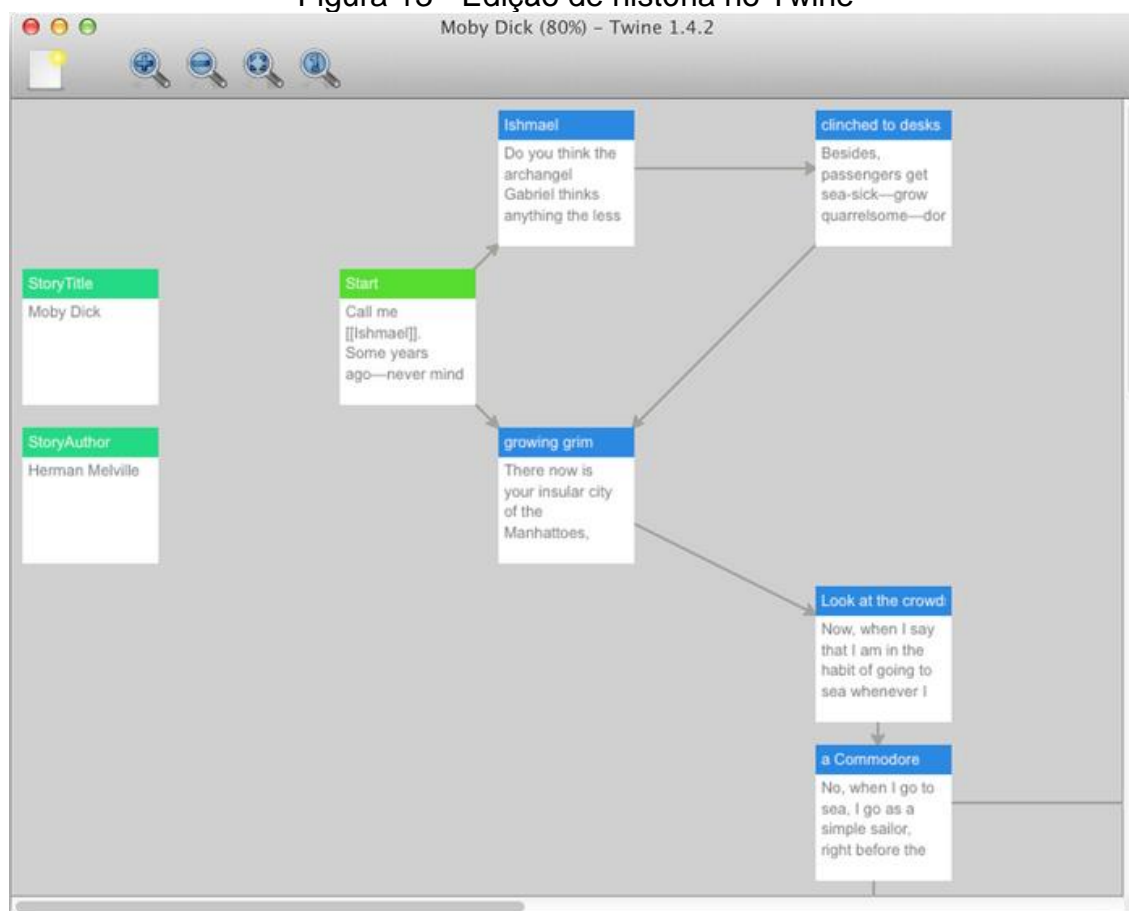 Figura 18 - Edição de história no Twine
Moby Dick (80%) – Twine 1.4.2
Ishmael
Do you think the
archangel
Gabriel thinks
anything the less
clinched to desks
Besides,
passengers get
sea-sick—grow
quarrelsome—dor
StoryTitle
Moby Dick
Start
Call me
[[Ishmael]].
Some years
ago—never mind
StoryAuthor
Herman Melville
growing grim
There now is
your insular city
of the
Manhattoes,
Look at the crowd
Now, when I say
that I am in the
habit of going to
sea whenever I
a Commodore
No, when I go to
sea, I go as a
simple sailor,
right before the